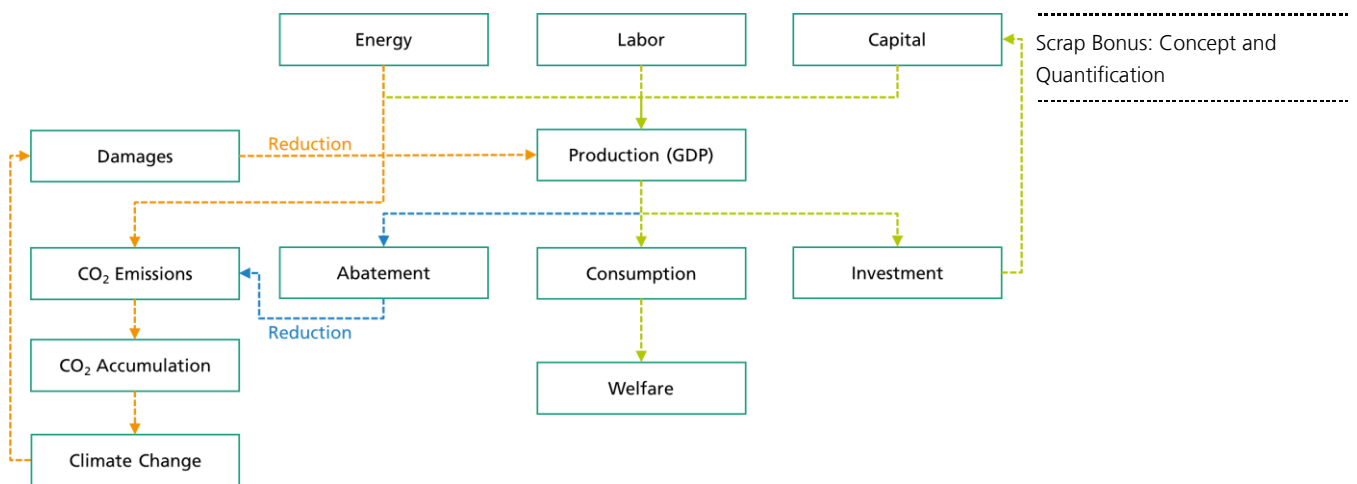 Energy
Labor
Capital
Scrap Bonus: Concept and
Quantification
Damages
Reduction
Production (GDP)
CO₂ Emissions
Abatement
Consumption
Investment
Reduction
CO₂ Accumulation
Welfare
Climate Change